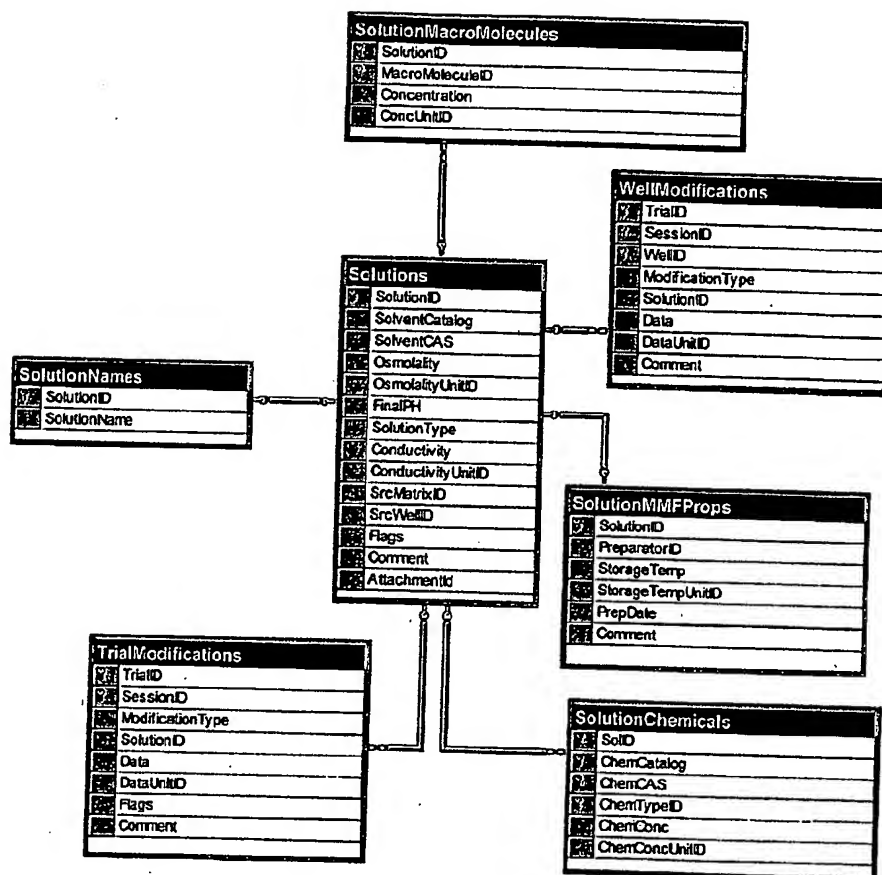 SolutionMacroMolecules
SolutionID
MacroMoleculeID
Concentration
ConcUnitID
WellModifications
TrialID
SessionID
WellID
ModificationType
SolutionID
Data
DataUnitID
Comment
Solutions
SolutionID
SolventCatalog
SolventCAS
Osmolality
OsmolalityUnitID
FinalPH
SolutionType
Conductivity
ConductivityUnitID
SrcMatrixID
SrcWellID
Flags
Comment
AttachmentId
SolutionNames
SolutionID
SolutionName
SolutionMMFProps
SolutionID
PreparatorID
StorageTemp
StorageTempUnitID
PrepDate
Comment
TrialModifications
TrialID
SessionID
ModificationType
SolutionID
Data
DataUnitID
Flags
Comment
SolutionChemicals
SolID
ChemCatalog
ChemCAS
ChemTypeID
ChemConc
ChemConcUnitID